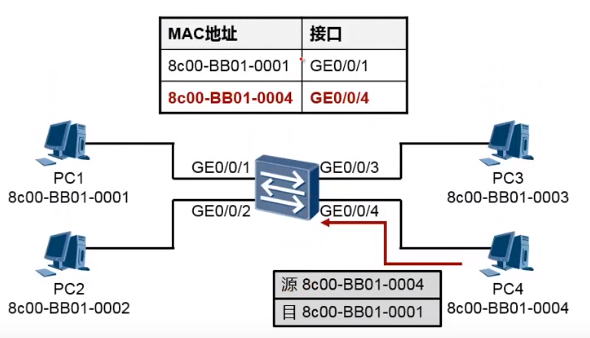 MAC地址 接口
8c00-BB01-0001 GE0/0/1
8c00-BB01-0004 GE0/0/4
GE0/0/1 GE0/0/3
PC1 PC3
8c00-BB01-0001 8c00-BB01-0003
GE0/0/2 GE0/0/4
PC2 PC4
源 8c00-BB01-0004
8c00-BB01-0002 8c00-BB01-0004
目 8c00-BB01-0001